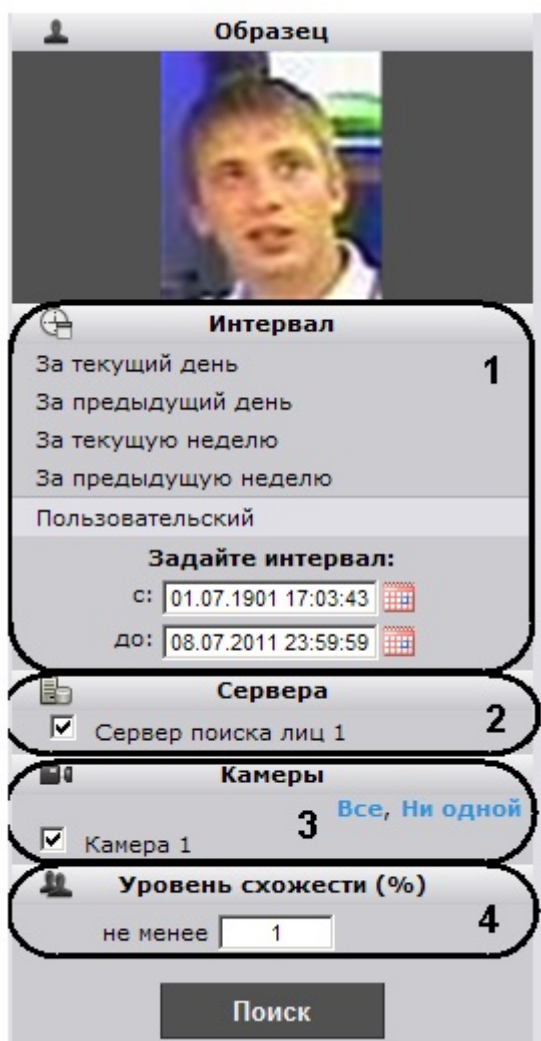 Образец
Интервал
За текущий день
1
За предыдущий день
За текущую неделю
За предыдущую неделю
Пользовательский
Задайте интервал:
с: 01.07.1901 17:03:43
до: 08.07.2011 23:59:59
Сервера
Сервер поиска лиц 1
2
Камеры
Все, Ни одной
3
Камера 1
Уровень схожести (%)
не менее 1
4
Поиск